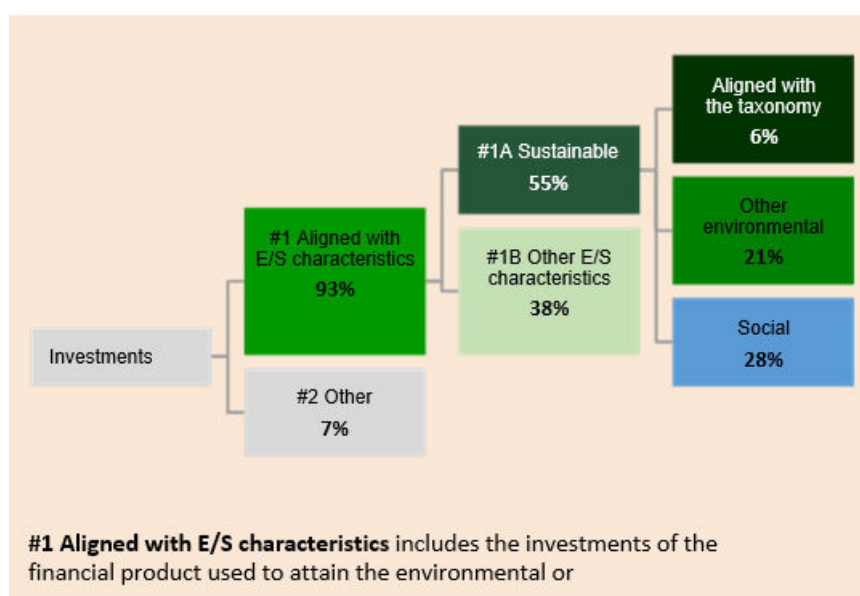 Investments
#1 Aligned with
E/S characteristics
93%
#2 Other
7%
#1A Sustainable
55%
#1B Other E/S
characteristics
38%
Aligned with
the taxonomy
6%
Other
environmental
21%
Social
28%
#1 Aligned with E/S characteristics includes the investments of the
financial product used to attain the environmental or